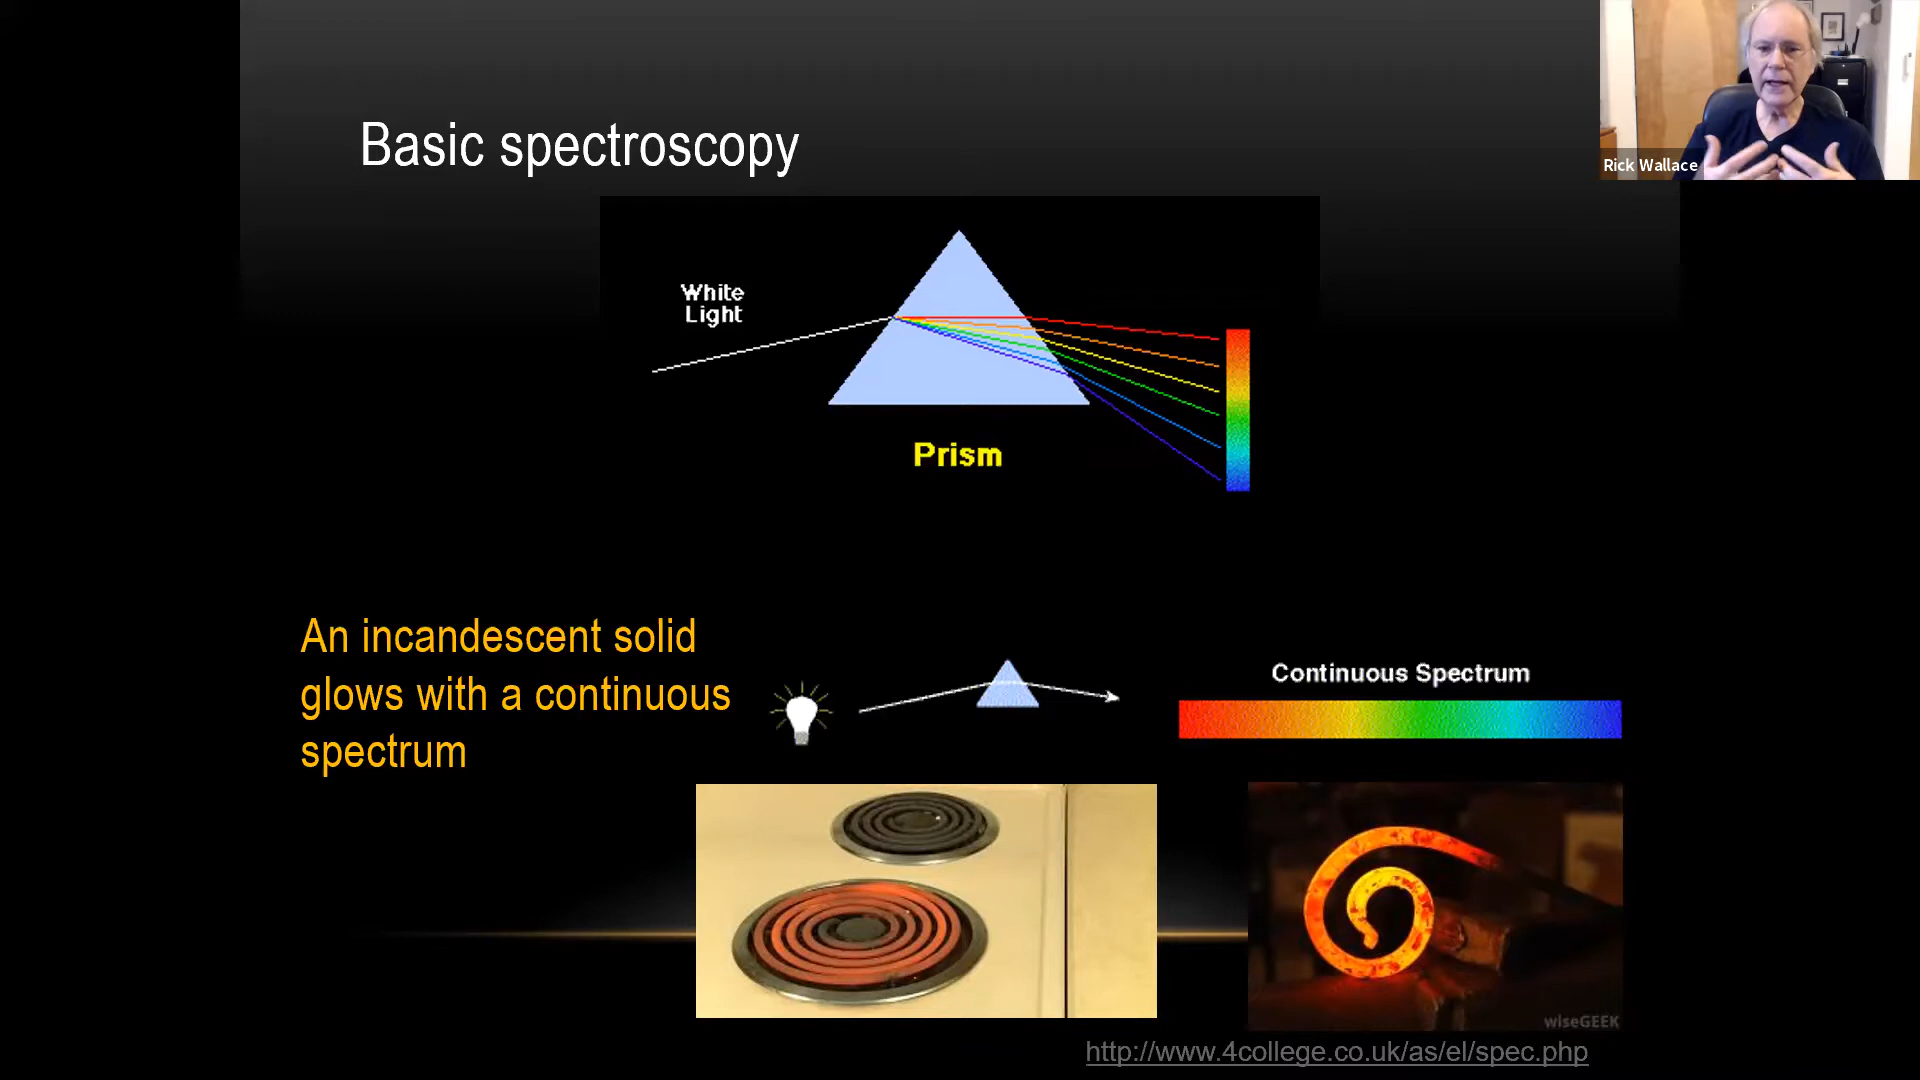 Basic spectroscopy
Rick Wallace
White
Light
Prism
An incandescent solid
glows with a continuous
spectrum
Continuous Spectrum
wiseGEEK
http://www.4college.co.uk/as/el/spec.php